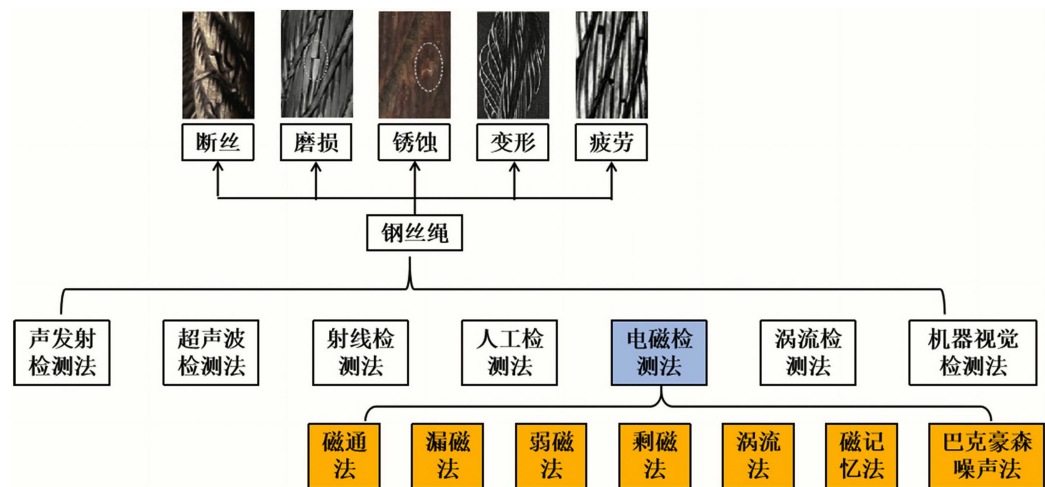 断丝
磨损
锈蚀
变形
疲劳
钢丝绳
声发射
检测法
超声波
检测法
射线检
测法
人工检
测法
电磁检
测法
涡流检
测法
机器视觉
检测法
磁通
法
漏磁
法
弱磁
法
剩磁
法
涡流
法
磁记
忆法
巴克豪森
噪声法